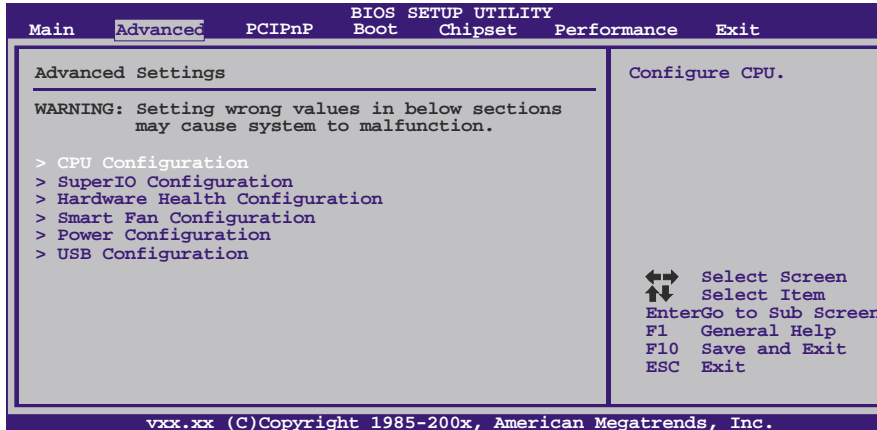 BIOS SETUP UTILITY
Main Advanced PCIPnP Boot Chipset Performance Exit
Advanced Settings
WARNING: Setting wrong values in below sections
may cause system to malfunction.
> CPU Configuration
> SuperIO Configuration
> Hardware Health Configuration
> Smart Fan Configuration
> Power Configuration
> USB Configuration
Configure CPU.
Select Screen
Select Item
EnterGo to Sub Screen
F1 General Help
F10 Save and Exit
ESC Exit
vxx.xx (C)Copyright 1985-200x, American Megatrends, Inc.